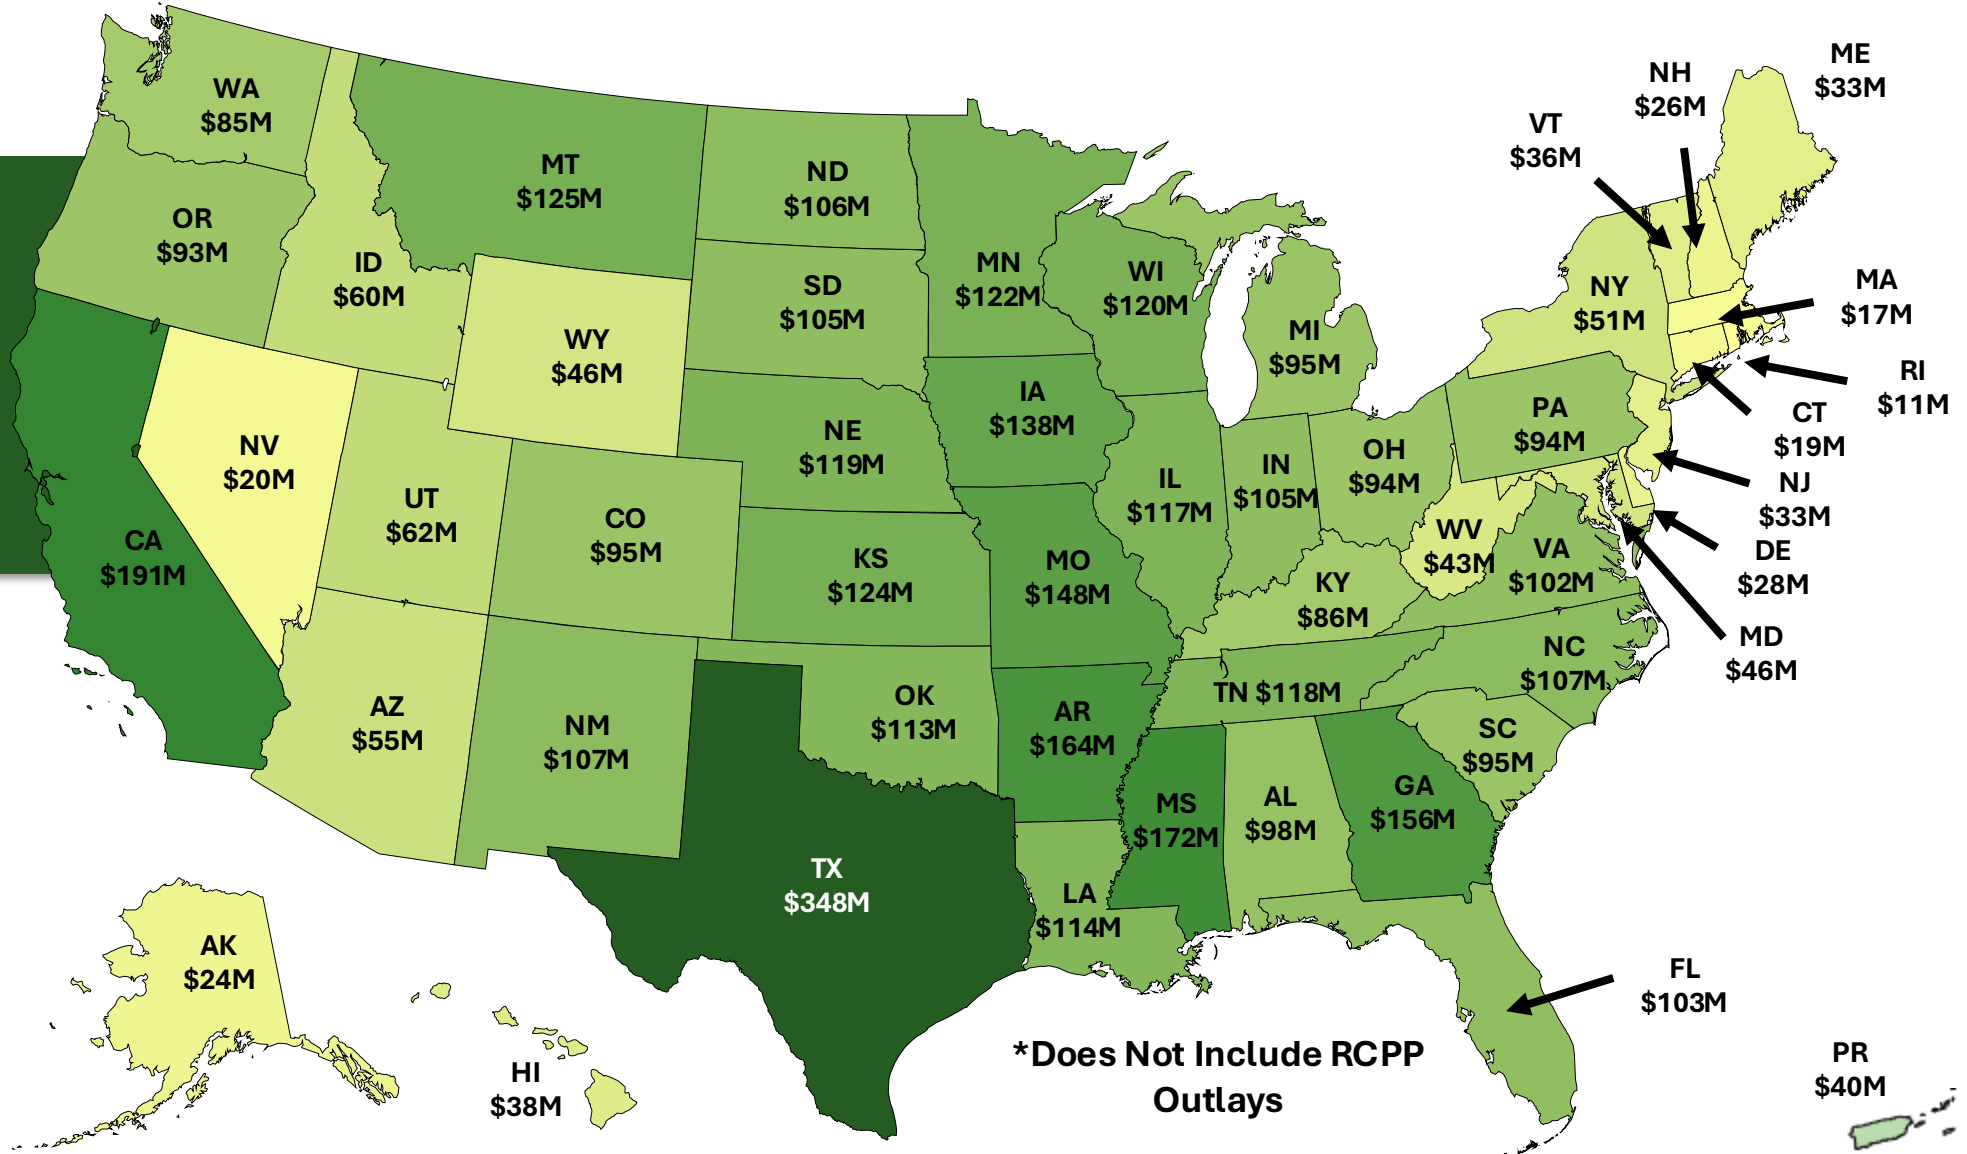 ME
$33M
NH
$26M
VT
$36M
WA
$85M
MT
$125M
ND
$106M
OR
$93M
ID
$60M
MN
$122M
WI
$120M
SD
$105M
NY
$51M
MA
$17M
WY
$46M
MI
$95M
RI
$11M
IA
$138M
PA
$94M
CT
$19M
NV
$20M
NE
$119M
OH
$94M
IN
$105M
IL
$117M
NJ
$33M
UT
$62M
CO
$95M
WV
$43M
VA
$102M
DE
$28M
CA
$191M
KS
$124M
MO
$148M
KY
$86M
MD
$46M
NC
$107M
TN $118M
AZ
$55M
NM
$107M
OK
$113M
AR
$164M
SC
$95M
MS
$172M
AL
$98M
GA
$156M
TX
$348M
LA
$114M
AK
$24M
FL
$103M
HI
$38M
*Does Not Include RCPP
Outlays
PR
$40M